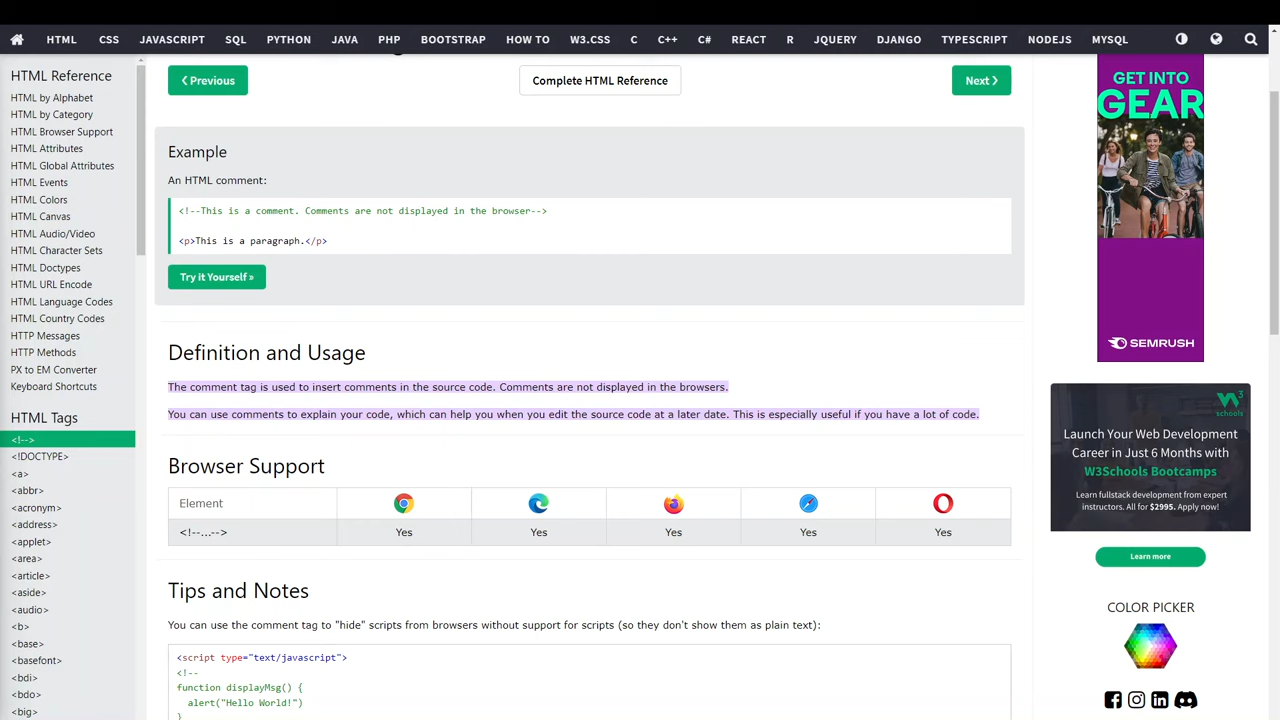 HTML CSS JAVASCRIPT SQL PYTHON JAVA PHP BOOTSTRAP HOW TO W3.CSS C C++ C# REACT R JQUERY DJANGO TYPESCRIPT NODEJS MYSQL
HTML Reference
HTML by Alphabet
HTML by Category
HTML Browser Support
HTML Attributes
HTML Global Attributes
HTML Events
HTML Colors
HTML Canvas
HTML Audio/Video
HTML Character Sets
HTML Doctypes
HTML URL Encode
HTML Language Codes
HTML Country Codes
HTTP Messages
HTTP Methods
PX to EM Converter
Keyboard Shortcuts
HTML Tags
<!-->
<!DOCTYPE>
<a>
<abbr>
<acronym>
<address>
<applet>
<area>
<article>
<aside>
<audio>
<b>
<base>
<basefont>
<bdi>
<bdo>
<big>
❮ Previous
Complete HTML Reference
Next ❯
Example
An HTML comment:
<!--This is a comment. Comments are not displayed in the browser-->
<p>This is a paragraph.</p>
Try it Yourself »
Definition and Usage
The comment tag is used to insert comments in the source code. Comments are not displayed in the browsers.
You can use comments to explain your code, which can help you when you edit the source code at a later date. This is especially useful if you have a lot of code.
Browser Support
Element
<!--...--> Yes Yes Yes Yes Yes
Tips and Notes
You can use the comment tag to "hide" scripts from browsers without support for scripts (so they don't show them as plain text):
<script type="text/javascript">
<!--
function displayMsg() {
alert("Hello World!")
}
GET INTO
GEAR
SEMRUSH
W3 schools
Launch Your Web Development
Career in Just 6 Months with
W3Schools Bootcamps
Learn fullstack development from expert
instructors. All for $2995. Apply now!
Learn more
COLOR PICKER